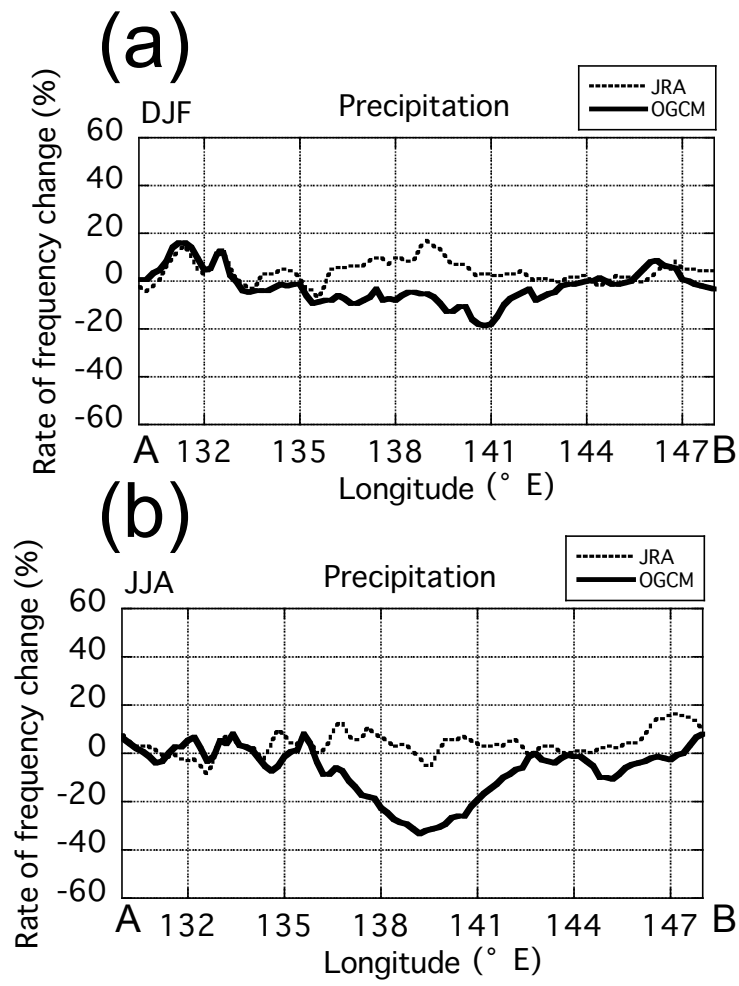 (a)
JRA
OGCM
DJF Precipitation
Rate of frequency change (%)
60
40
20
0
-20
-40
-60
A 132 135 138 141 144 147 B
Longitude (° E)
(b)
JRA
OGCM
JJA Precipitation
Rate of frequency change (%)
60
40
20
0
-20
-40
-60
A 132 135 138 141 144 147 B
Longitude (° E)